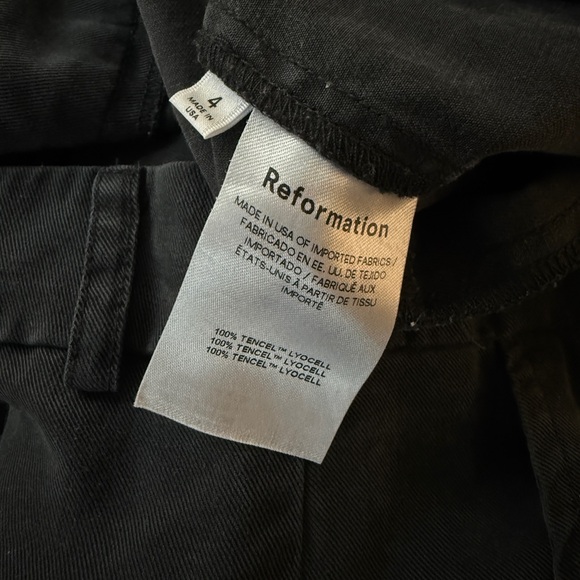 4
MADE IN
USA
Reformation
MADE IN USA OF IMPORTED FABRICS /
FABRICADO EN EE. UU. DE TEJIDO
IMPORTADO / FABRIQUÉ AUX
ÉTATS-UNIS À PARTIR DE TISSU
IMPORTÉ
100% TENCEL™ LYOCELL
100% TENCEL™ LYOCELL
100% TENCEL™ LYOCELL